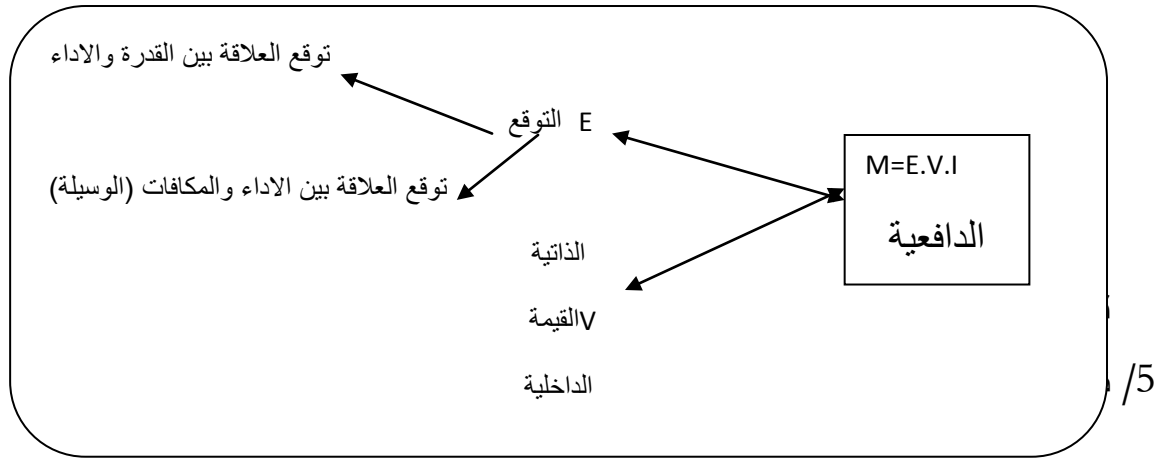 توقع العلاقة بين القدرة والاداء
E التوقع
M=E.V.I
الدافعية
توقع العلاقة بين الاداء والمكافات (الوسيلة)
الذاتية
Vالقيمة
الداخلية
5/